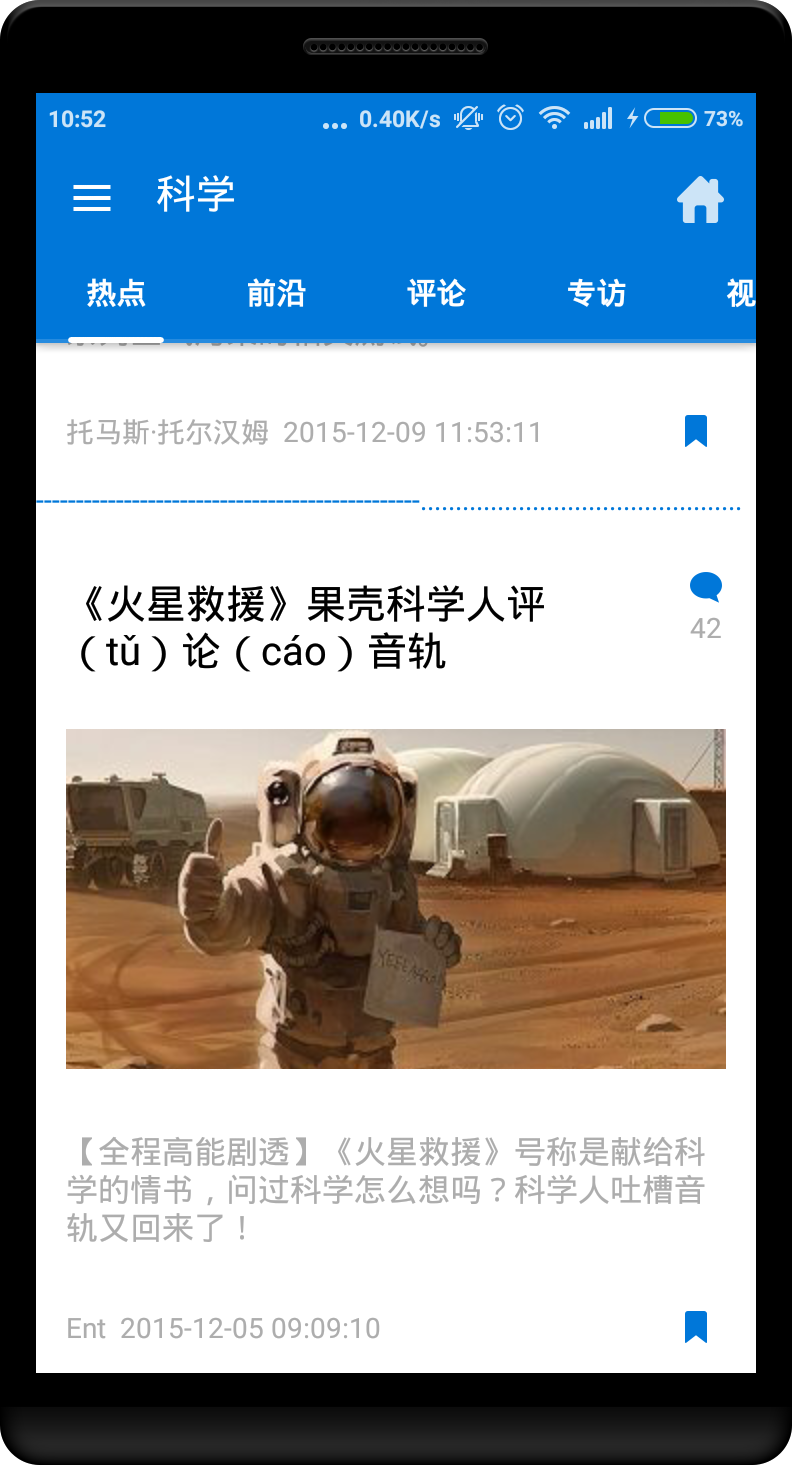 10:52 ... 0.40K/s 73%
科学
热点 前沿 评论 专访 视
托马斯·托尔汉姆 2015-12-09 11:53:11
《火星救援》果壳科学人评
（tǔ）论（cáo）音轨
42
【全程高能剧透】《火星救援》号称是献给科
学的情书，问过科学怎么想吗？科学人吐槽音
轨又回来了！
Ent 2015-12-05 09:09:10